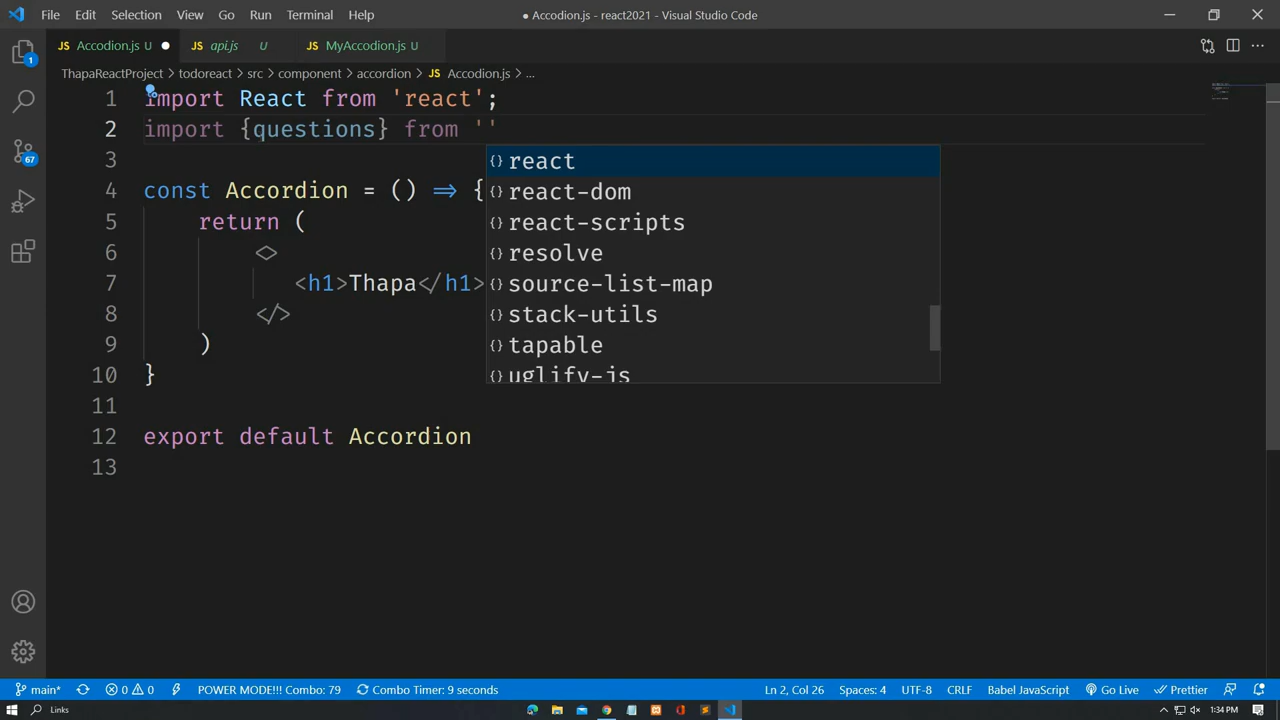 File Edit Selection View Go Run Terminal Help
● Accodion.js - react2021 - Visual Studio Code
JS Accodion.js U ●
JS api.js U
JS MyAccodion.js U
ThapaReactProject > todoreact > src > component > accordion > JS Accodion.js > ...
1 import React from 'react';
2 import {questions} from ''
3
4 const Accordion = () => {
5 return (
6 <>
7 <h1>Thapa</h1>
8 </>
9 )
10 }
11
12 export default Accordion
13
{} react
{} react-dom
{} react-scripts
{} resolve
{} source-list-map
{} stack-utils
{} tapable
{} uglify-js
1
67
main* 0 0 POWER MODE!!! Combo: 79 Combo Timer: 9 seconds Ln 2, Col 26 Spaces: 4 UTF-8 CRLF Babel JavaScript Go Live Prettier
Links 1:34 PM